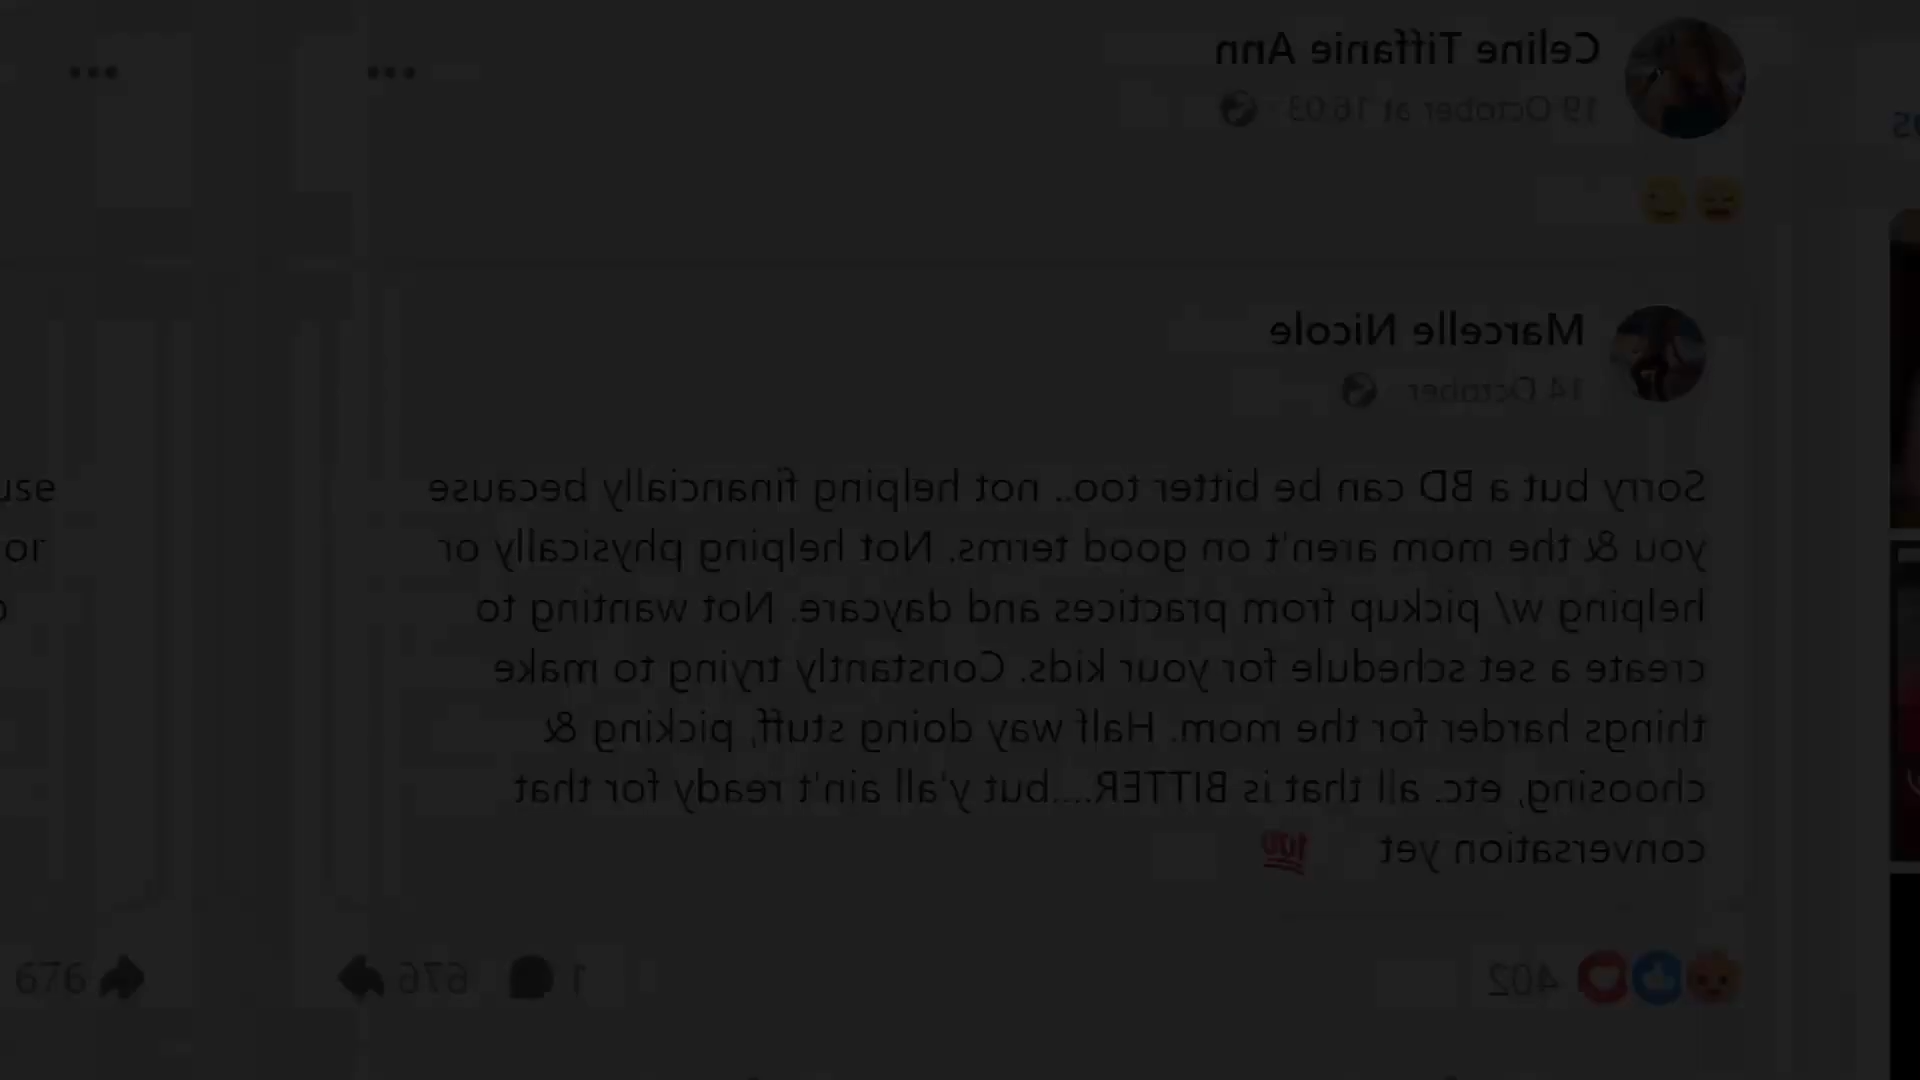 Celine Tiffanie Ann
19 October at 16:03
Marcelle Nicole
14 October
Sorry but a BD can be bitter too.. not helping financially because
you & the mom aren't on good terms. Not helping physically or
helping w/ pickup from practices and daycare. Not wanting to
create a set schedule for your kids. Constantly trying to make
things harder for the mom. Half way doing stuff, picking &
choosing, etc. all that is BITTER....but y'all ain't ready for that
conversation yet 💯
402
1
676
use
or
o
676